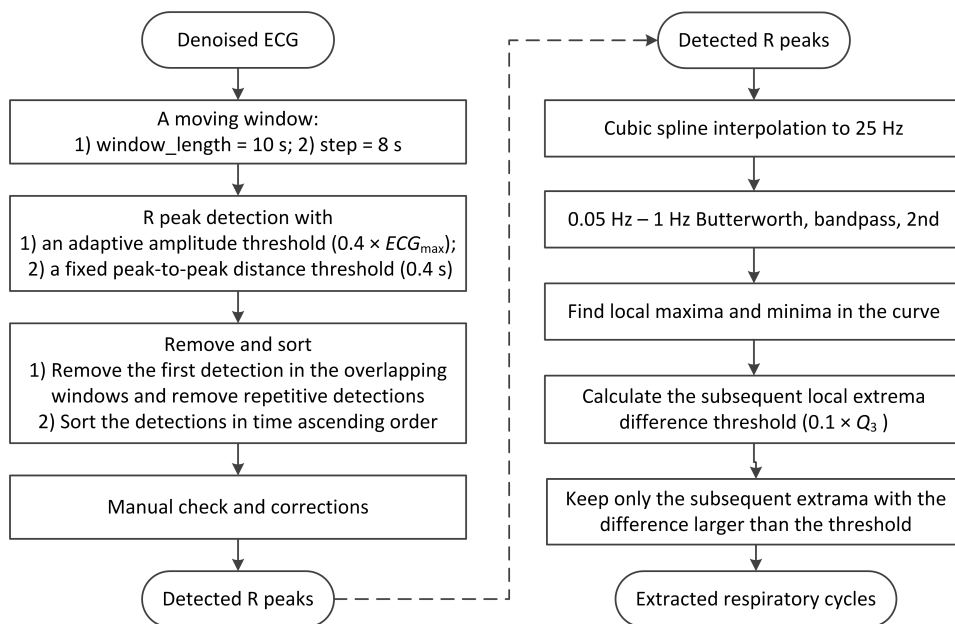 Denoised ECG
A moving window:
1) window_length = 10 s; 2) step = 8 s
R peak detection with
1) an adaptive amplitude threshold (0.4 × ECGmax);
2) a fixed peak-to-peak distance threshold (0.4 s)
Remove and sort
1) Remove the first detection in the overlapping
windows and remove repetitive detections
2) Sort the detections in time ascending order
Manual check and corrections
Detected R peaks
Detected R peaks
Cubic spline interpolation to 25 Hz
0.05 Hz – 1 Hz Butterworth, bandpass, 2nd
Find local maxima and minima in the curve
Calculate the subsequent local extrema
difference threshold (0.1 × Q3 )
Keep only the subsequent extrama with the
difference larger than the threshold
Extracted respiratory cycles